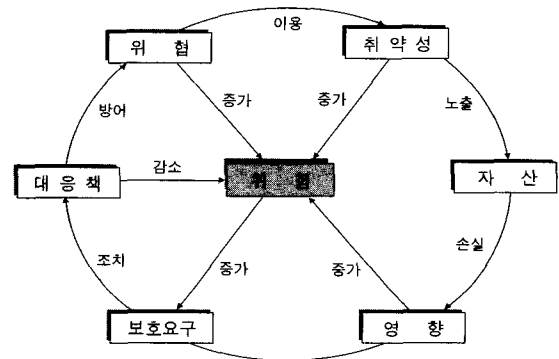 이용
위 협
취 약 성
방어
증가
증가
노출
대 응 책
감소
위 험
자 산
조치
증가
증가
손실
보호요구
영 향